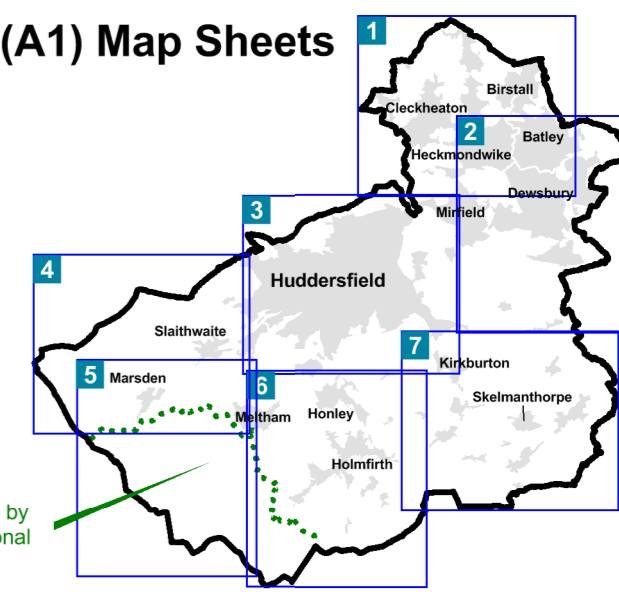 (A1) Map Sheets
1
Birstall
Cleckheaton
2
Batley
Heckmondwike
Dewsbury
3
Mirfield
4
Huddersfield
Slaithwaite
7
Kirkburton
5
Marsden
6
Skelmanthorpe
Meltham
Honley
Holmfirth
by